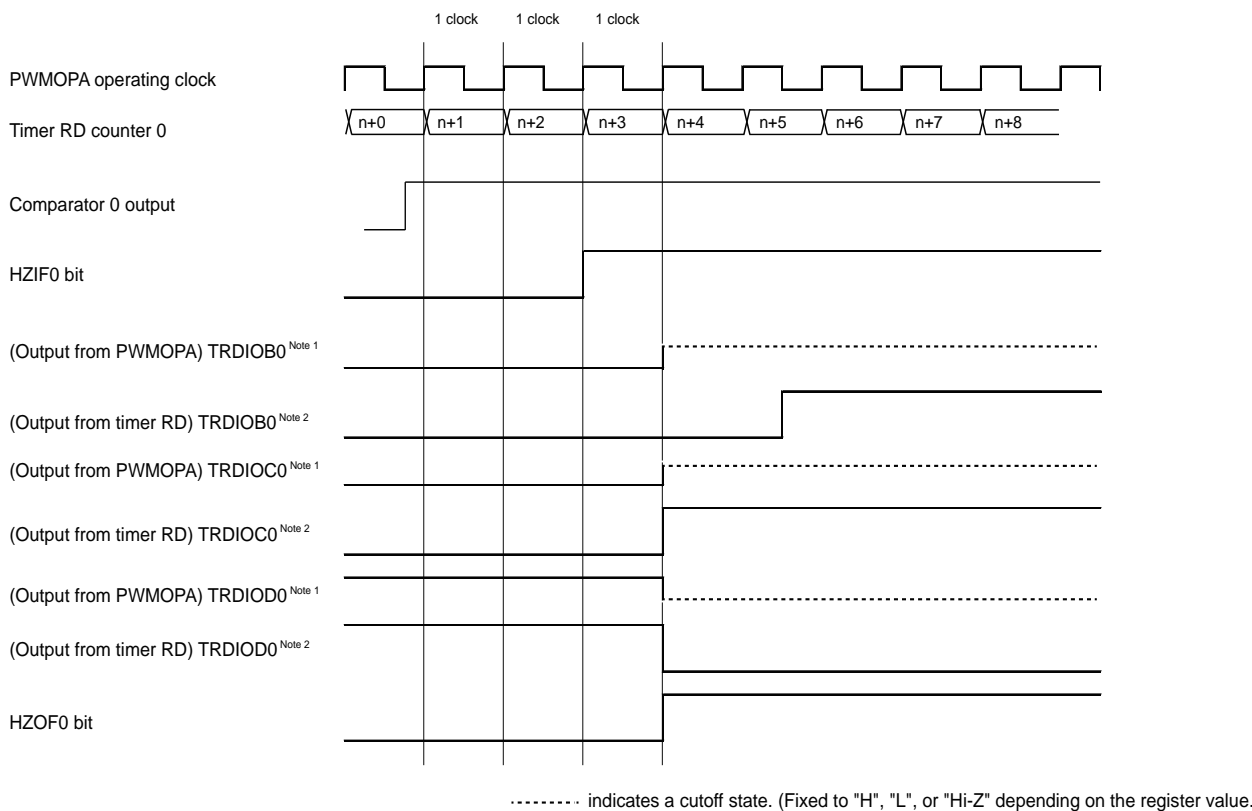 1 clock 1 clock 1 clock
PWMOPA operating clock
Timer RD counter 0
n+0 n+1 n+2 n+3 n+4 n+5 n+6 n+7 n+8
Comparator 0 output
HZIF0 bit
(Output from PWMOPA) TRDIOB0 Note 1
(Output from timer RD) TRDIOB0 Note 2
(Output from PWMOPA) TRDIOC0 Note 1
(Output from timer RD) TRDIOC0 Note 2
(Output from PWMOPA) TRDIOD0 Note 1
(Output from timer RD) TRDIOD0 Note 2
HZOF0 bit
indicates a cutoff state. (Fixed to "H", "L", or "Hi-Z" depending on the register value.